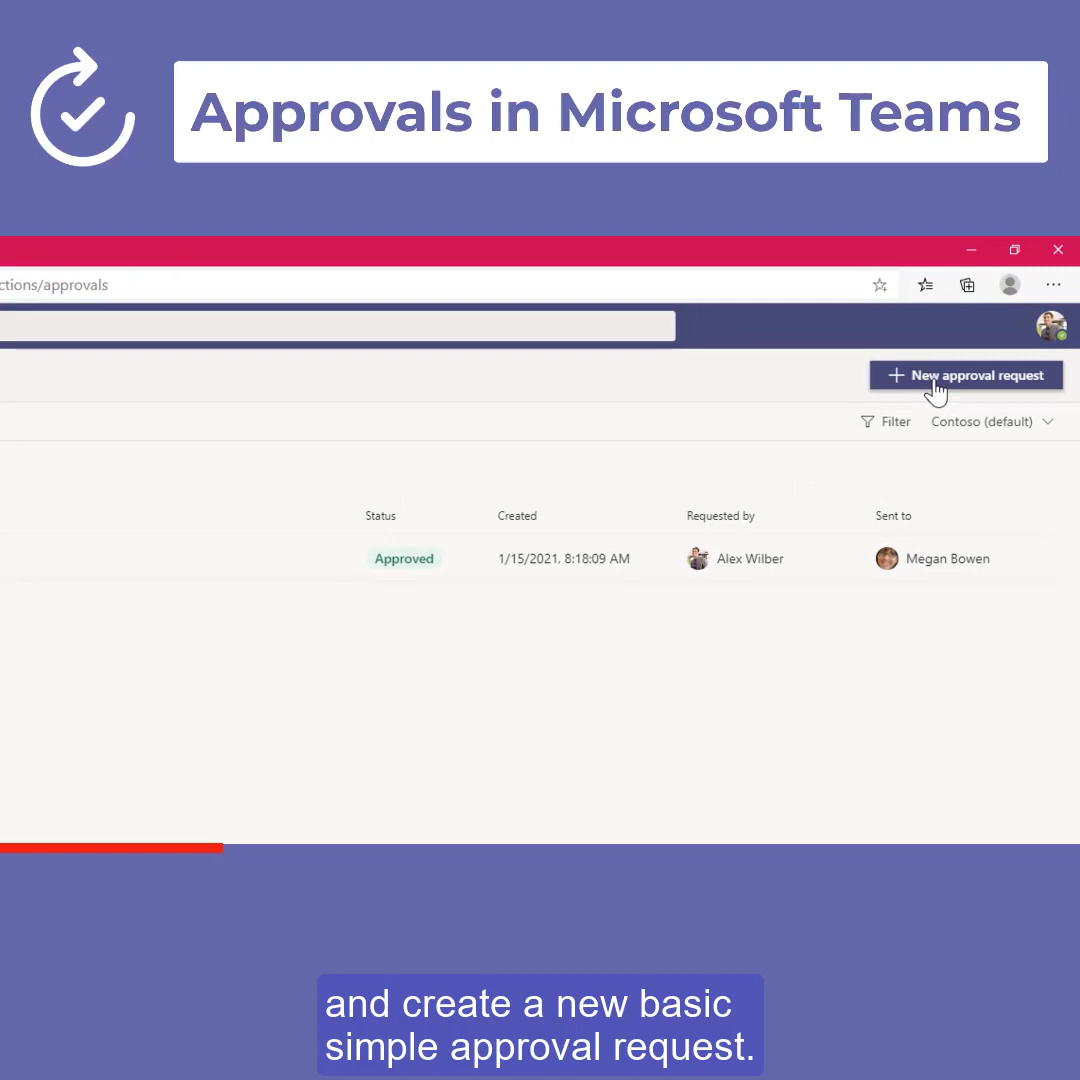 Approvals in Microsoft Teams
ctions/approvals
New approval request
Filter Contoso (default)
Status Created Requested by Sent to
Approved 1/15/2021, 8:18:09 AM Alex Wilber Megan Bowen
and create a new basic
simple approval request.